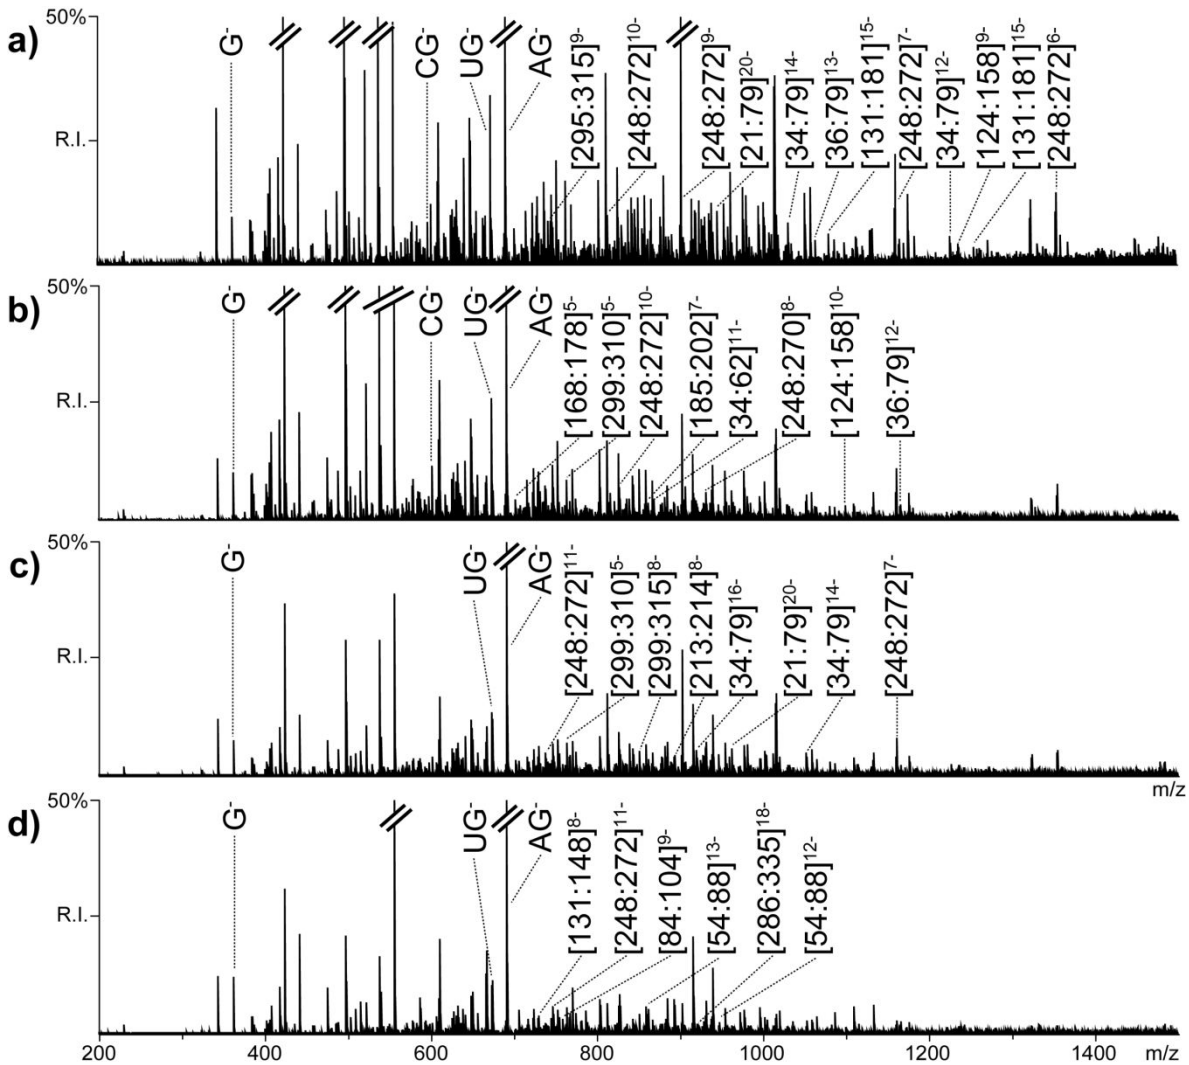 a)
50%
R.I.
G-
CG-
UG-
AG-
[295:315]9-
[248:272]10-
[248:272]9-
[21:79]20-
[34:79]14-
[36:79]13-
[131:181]15-
[248:272]7-
[34:79]12-
[124:158]9-
[131:181]15-
[248:272]6-
b)
50%
R.I.
G-
CG-
UG-
AG-
[168:178]5-
[299:310]5-
[248:272]10-
[185:202]7-
[34:62]11-
[248:270]8-
[124:158]10-
[36:79]12-
c)
50%
R.I.
G-
UG-
AG-
[248:272]11-
[299:310]5-
[299:315]8-
[213:214]8-
[34:79]16-
[21:79]20-
[34:79]14-
[248:272]7-
m/z
d)
50%
R.I.
G-
UG-
AG-
[131:148]8-
[248:272]11-
[84:104]9-
[54:88]13-
[286:335]18-
[54:88]12-
200 400 600 800 1000 1200 1400 m/z